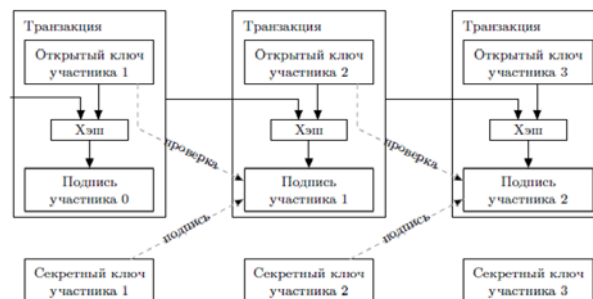 Транзакция
Транзакция
Транзакция
Открытый ключ
участника 1
Открытый ключ
участника 2
Открытый ключ
участника 3
Хэш
Хэш
Хэш
проверка
проверка
Подпись
участника 0
Подпись
участника 1
Подпись
участника 2
подпись
подпись
Секретный ключ
участника 1
Секретный ключ
участника 2
Секретный ключ
участника 3